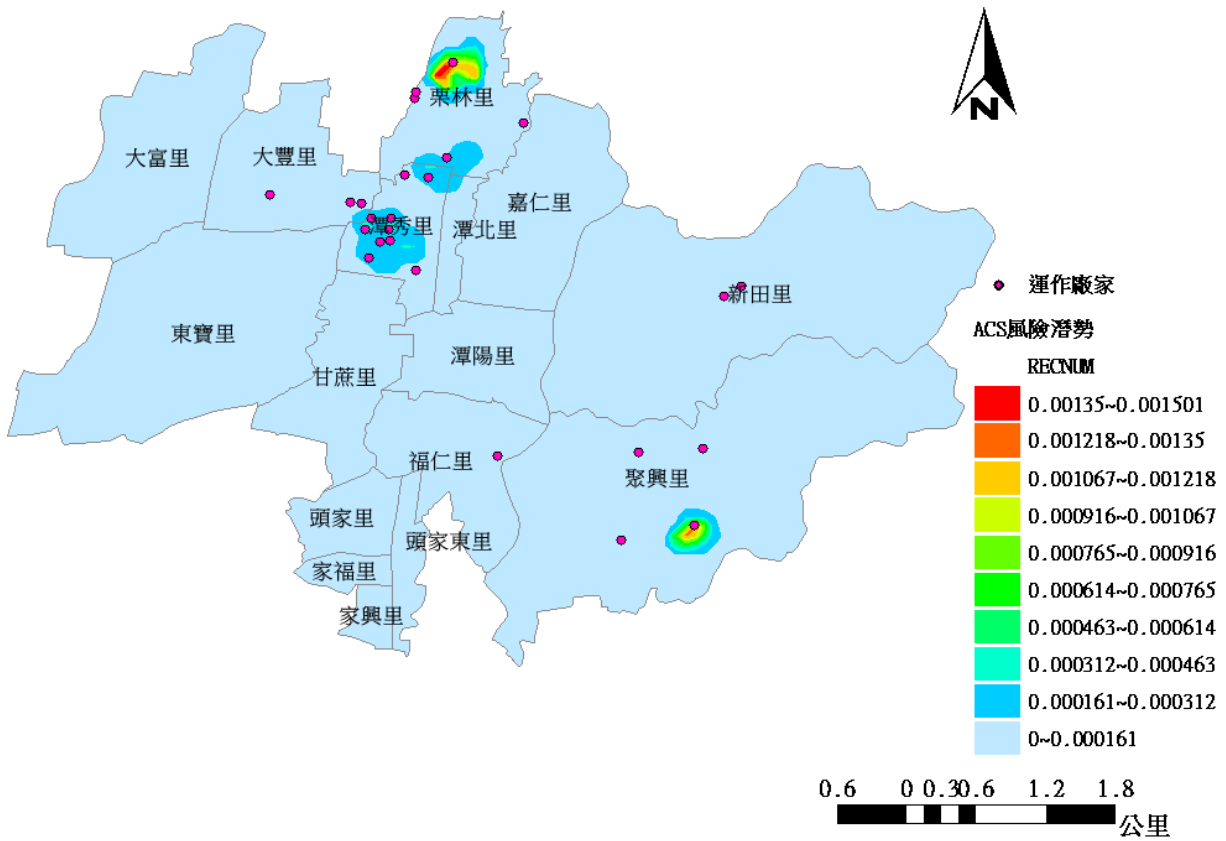 栗林里
大富里
大豐里
嘉仁里
潭秀里
潭北里
新田里
東寶里
潭陽里
甘蔗里
福仁里
聚興里
頭家里
頭家東里
家福里
家興里
N
運作廠家
ACS風險潛勢
RECNUM
0.00135~0.001501
0.001218~0.00135
0.001067~0.001218
0.000916~0.001067
0.000765~0.000916
0.000614~0.000765
0.000463~0.000614
0.000312~0.000463
0.000161~0.000312
0~0.000161
0.6 0 0.30.6 1.2 1.8
公里